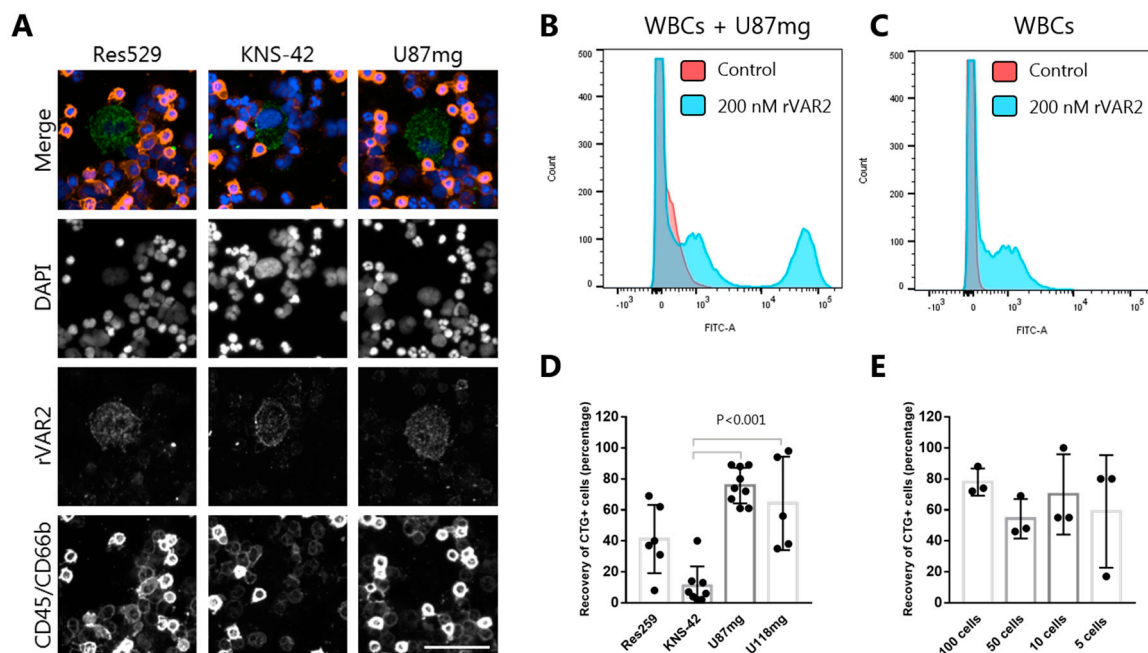 A
Res529 KNS-42 U87mg
Merge
DAPI
rVAR2
CD45/CD66b
B
WBCs + U87mg
Control
200 nM rVAR2
500
400
300
200
100
0
Count
-10³ 0 10³ 10⁴ 10⁵
FITC-A
C
WBCs
Control
200 nM rVAR2
500
400
300
200
100
0
Count
-10³ 0 10³ 10⁴ 10⁵
FITC-A
D
P<0.001
Recovery of CTG+ cells (percentage)
120
100
80
60
40
20
0
Res259 KNS-42 U87mg U118mg
E
Recovery of CTG+ cells (percentage)
120
100
80
60
40
20
0
100 cells 50 cells 10 cells 5 cells